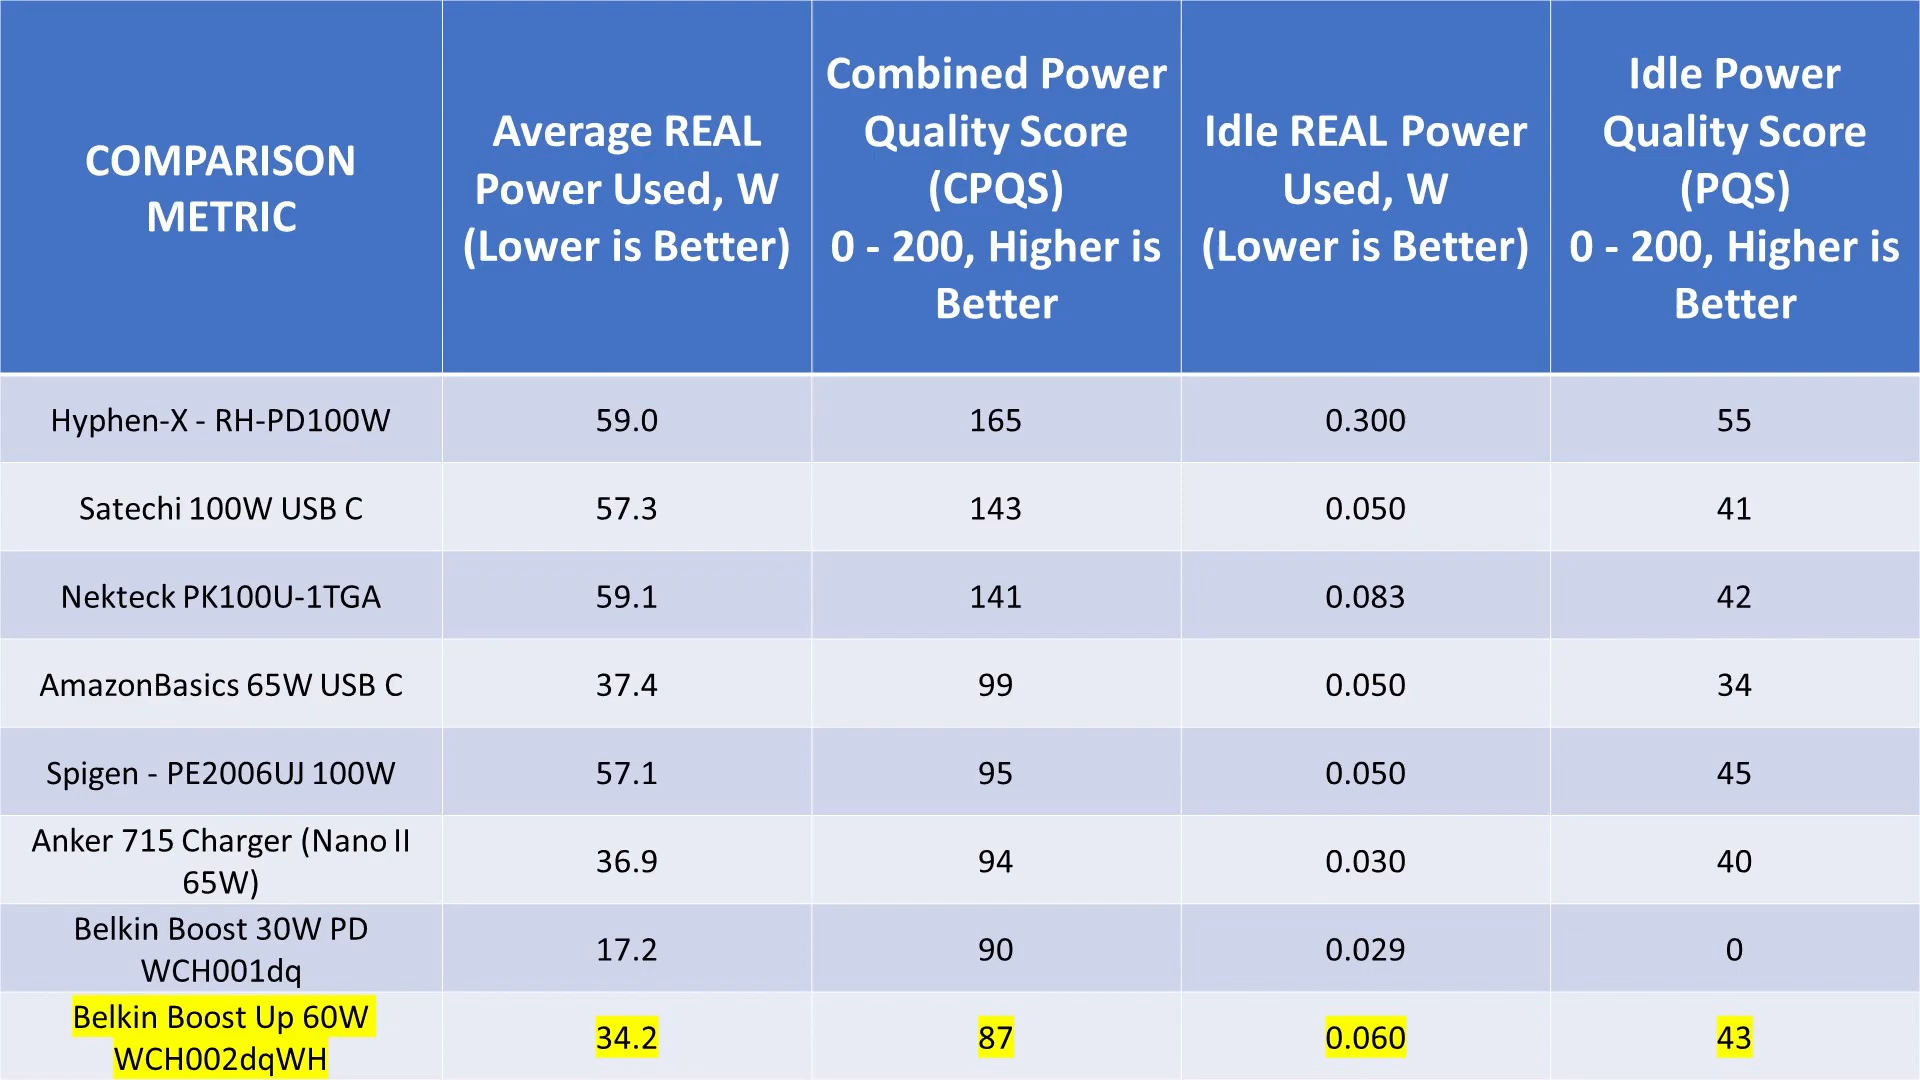 COMPARISON
METRIC
Average REAL
Power Used, W
(Lower is Better)
Combined Power
Quality Score
(CPQS)
0 - 200, Higher is
Better
Idle REAL Power
Used, W
(Lower is Better)
Idle Power
Quality Score
(PQS)
0 - 200, Higher is
Better
Hyphen-X - RH-PD100W 59.0 165 0.300 55
Satechi 100W USB C 57.3 143 0.050 41
Nekteck PK100U-1TGA 59.1 141 0.083 42
AmazonBasics 65W USB C 37.4 99 0.050 34
Spigen - PE2006UJ 100W 57.1 95 0.050 45
Anker 715 Charger (Nano II
65W) 36.9 94 0.030 40
Belkin Boost 30W PD
WCH001dq 17.2 90 0.029 0
Belkin Boost Up 60W
WCH002dqWH 34.2 87 0.060 43